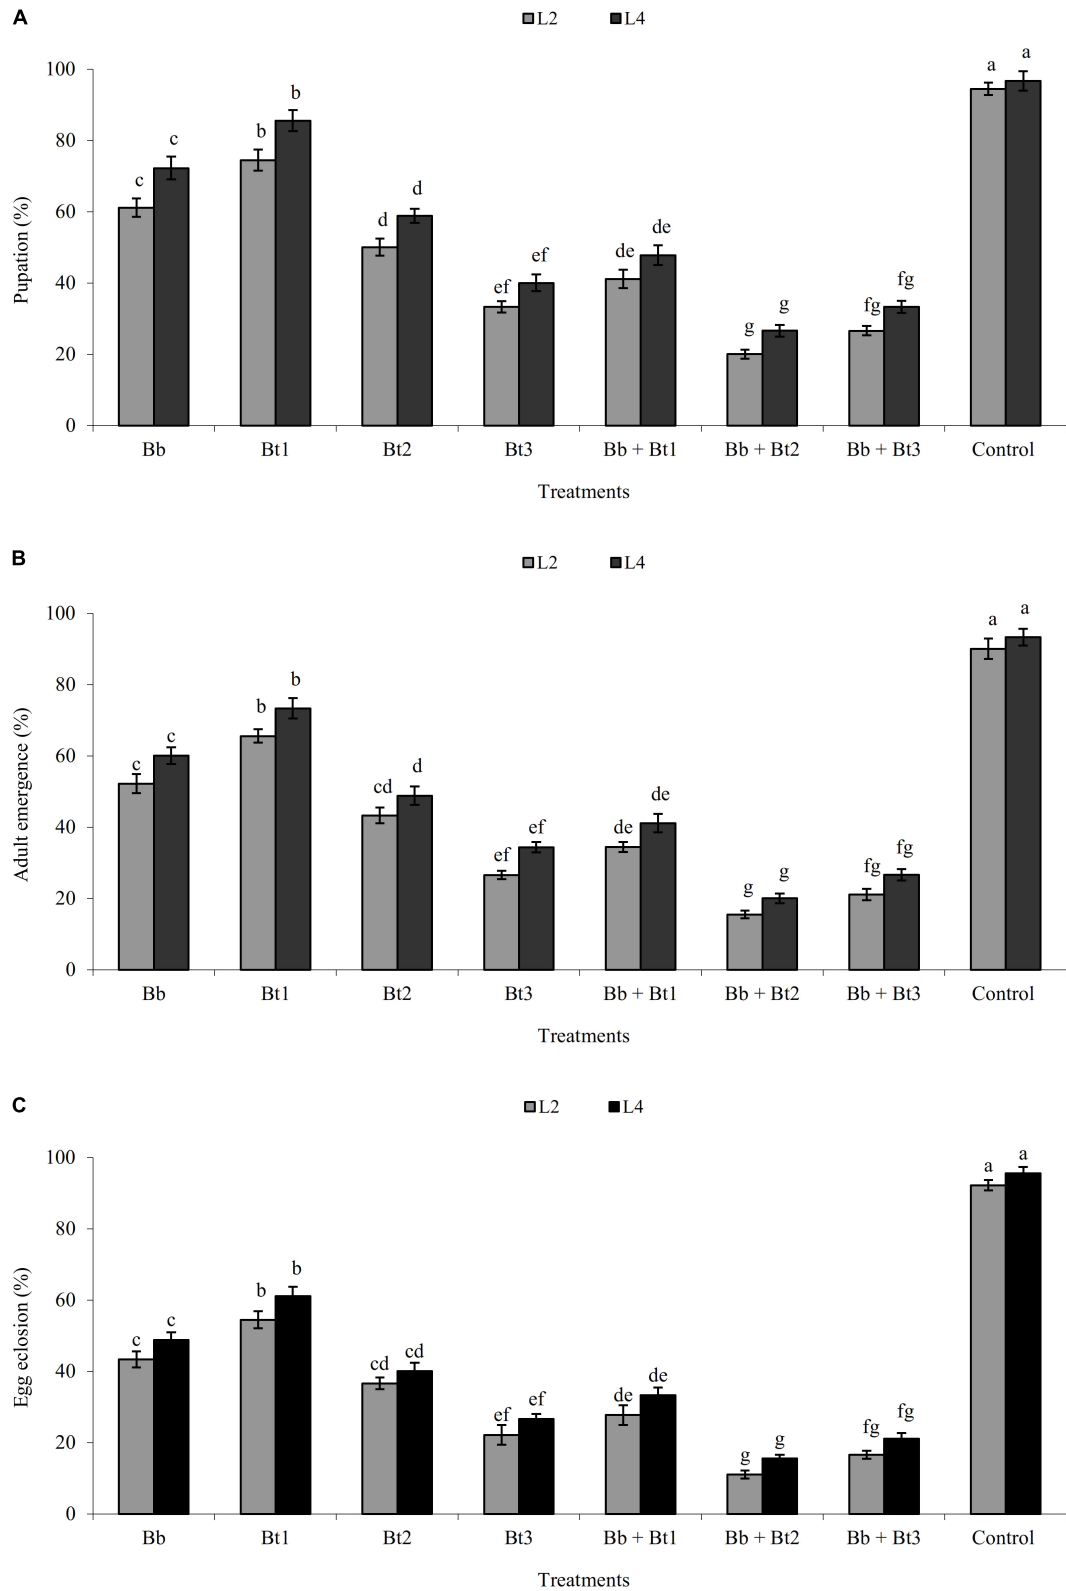 A
L2 L4
Pupation (%)
100
80
60
40
20
0
c c b b d d ef ef de de g g fg fg a a
Bb Bt1 Bt2 Bt3 Bb + Bt1 Bb + Bt2 Bb + Bt3 Control
Treatments
B
L2 L4
Adult emergence (%)
100
80
60
40
20
0
c c b b cd d ef ef de de g g fg fg a a
Bb Bt1 Bt2 Bt3 Bb + Bt1 Bb + Bt2 Bb + Bt3 Control
Treatments
C
L2 L4
Egg eclosion (%)
100
80
60
40
20
0
c c b b cd cd ef ef de de g g fg fg a a
Bb Bt1 Bt2 Bt3 Bb + Bt1 Bb + Bt2 Bb + Bt3 Control
Treatments